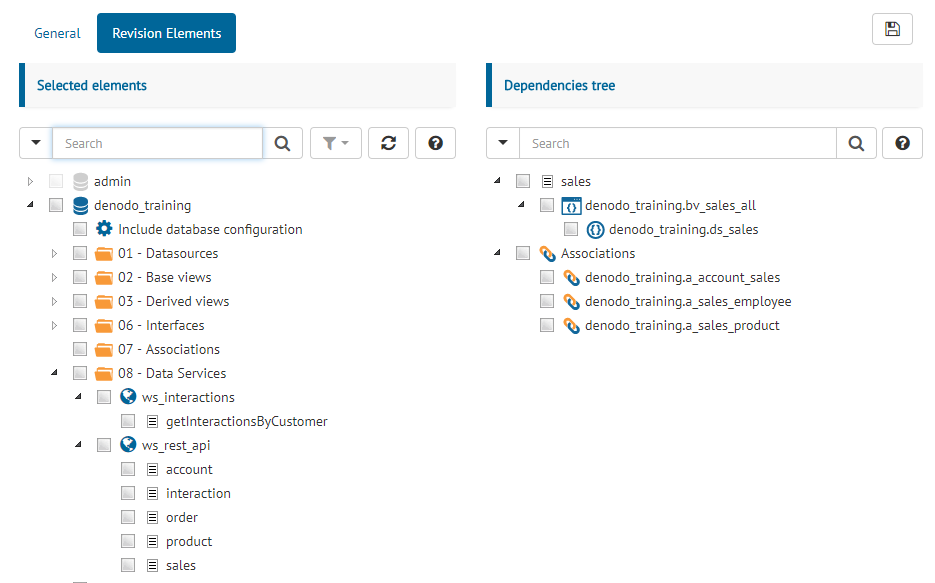 General
Revision Elements
Selected elements
Search
admin
denodo_training
Include database configuration
01 - Datasources
02 - Base views
03 - Derived views
06 - Interfaces
07 - Associations
08 - Data Services
ws_interactions
getInteractionsByCustomer
ws_rest_api
account
interaction
order
product
sales
Dependencies tree
Search
sales
denodo_training.bv_sales_all
denodo_training.ds_sales
Associations
denodo_training.a_account_sales
denodo_training.a_sales_employee
denodo_training.a_sales_product